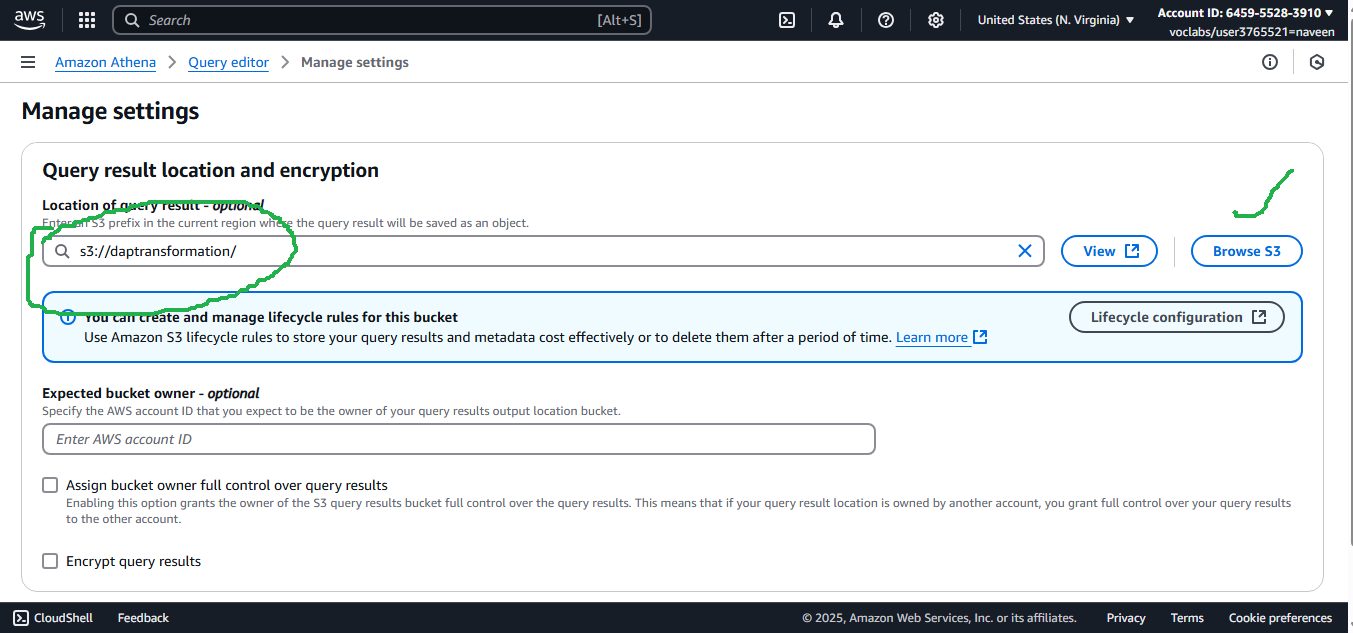 aws Search [Alt+S] United States (N. Virginia) Account ID: 6459-5528-3910
voclabs/user3765521=naveen
Amazon Athena Query editor Manage settings
Manage settings
Query result location and encryption
Location of query result - optional
Enter an S3 prefix in the current region where the query result will be saved as an object.
s3://daptransformation/ View Browse S3
You can create and manage lifecycle rules for this bucket
Use Amazon S3 lifecycle rules to store your query results and metadata cost effectively or to delete them after a period of time. Learn more
Lifecycle configuration
Expected bucket owner - optional
Specify the AWS account ID that you expect to be the owner of your query results output location bucket.
Enter AWS account ID
Assign bucket owner full control over query results
Enabling this option grants the owner of the S3 query results bucket full control over the query results. This means that if your query result location is owned by another account, you grant full control over your query results
to the other account.
Encrypt query results
CloudShell Feedback © 2025, Amazon Web Services, Inc. or its affiliates. Privacy Terms Cookie preferences